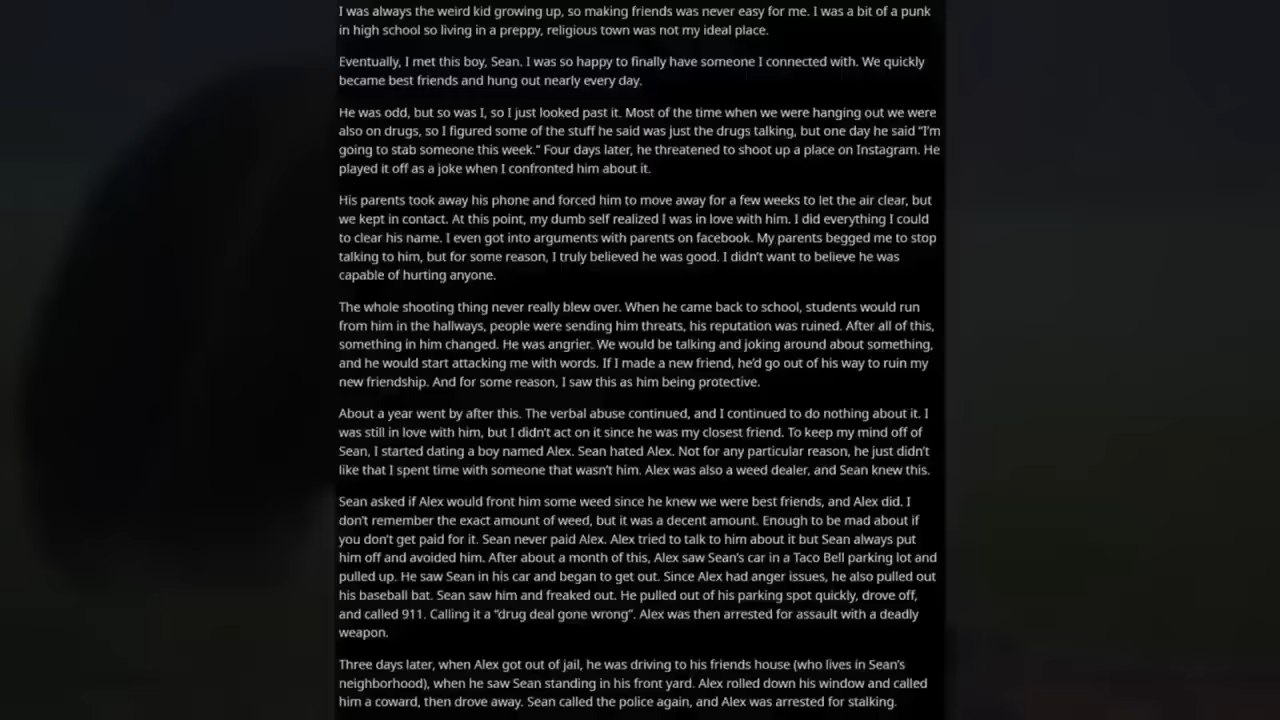 I was always the weird kid growing up, so making friends was never easy for me. I was a bit of a punk
in high school so living in a preppy, religious town was not my ideal place.
Eventually, I met this boy, Sean. I was so happy to finally have someone I connected with. We quickly
became best friends and hung out nearly every day.
He was odd, but so was I, so I just looked past it. Most of the time when we were hanging out we were
also on drugs, so I figured some of the stuff he said was just the drugs talking, but one day he said “I’m
going to stab someone this week.” Four days later, he threatened to shoot up a place on Instagram. He
played it off as a joke when I confronted him about it.
His parents took away his phone and forced him to move away for a few weeks to let the air clear, but
we kept in contact. At this point, my dumb self realized I was in love with him. I did everything I could
to clear his name. I even got into arguments with parents on facebook. My parents begged me to stop
talking to him, but for some reason, I truly believed he was good. I didn’t want to believe he was
capable of hurting anyone.
The whole shooting thing never really blew over. When he came back to school, students would run
from him in the hallways, people were sending him threats, his reputation was ruined. After all of this,
something in him changed. He was angrier. We would be talking and joking around about something,
and he would start attacking me with words. If I made a new friend, he’d go out of his way to ruin my
new friendship. And for some reason, I saw this as him being protective.
About a year went by after this. The verbal abuse continued, and I continued to do nothing about it. I
was still in love with him, but I didn’t act on it since he was my closest friend. To keep my mind off of
Sean, I started dating a boy named Alex. Sean hated Alex. Not for any particular reason, he just didn’t
like that I spent time with someone that wasn’t him. Alex was also a weed dealer, and Sean knew this.
Sean asked if Alex would front him some weed since he knew we were best friends, and Alex did. I
don’t remember the exact amount of weed, but it was a decent amount. Enough to be mad about if
you don’t get paid for it. Sean never paid Alex. Alex tried to talk to him about it but Sean always put
him off and avoided him. After about a month of this, Alex saw Sean’s car in a Taco Bell parking lot and
pulled up. He saw Sean in his car and began to get out. Since Alex had anger issues, he also pulled out
his baseball bat. Sean saw him and freaked out. He pulled out of his parking spot quickly, drove off,
and called 911. Calling it a “drug deal gone wrong”. Alex was then arrested for assault with a deadly
weapon.
Three days later, when Alex got out of jail, he was driving to his friends house (who lives in Sean’s
neighborhood), when he saw Sean standing in his front yard. Alex rolled down his window and called
him a coward, then drove away. Sean called the police again, and Alex was arrested for stalking.